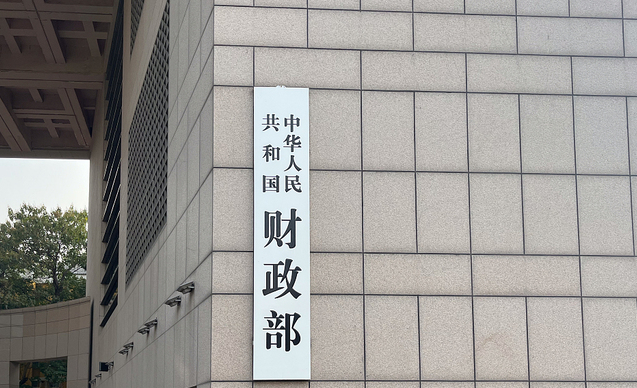 中华人民
共和国
财政部